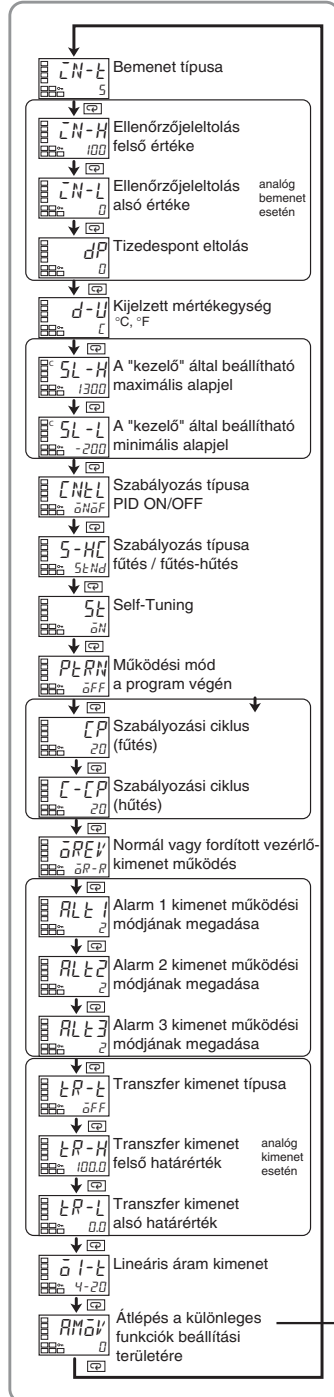 IN-t
5
Bemenet típusa
IN-H
100
Ellenőrzőjeleltolás
felső értéke
IN-L
0
Ellenőrzőjeleltolás
alsó értéke
analóg
bemenet
esetén
dP
0
Tizedespont eltolás
d-U
C
Kijelzett mértékegység
°C, °F
C
SL-H
1300
A "kezelő" által beállítható
maximális alapjel
C
SL-L
-200
A "kezelő" által beállítható
minimális alapjel
CNtL
oNoF
Szabályozás típusa
PID ON/OFF
S-HC
StNd
Szabályozás típusa
fűtés / fűtés-hűtés
St
oN
Self-Tuning
PtRN
oFF
Működési mód
a program végén
CP
20
Szabályozási ciklus
(fűtés)
C-CP
20
Szabályozási ciklus
(hűtés)
oREV
oR-R
Normál vagy fordított vezérlő-
kimenet működés
ALt1
2
Alarm 1 kimenet működési
módjának megadása
ALt2
2
Alarm 2 kimenet működési
módjának megadása
ALt3
2
Alarm 3 kimenet működési
módjának megadása
tR-t
oFF
Transzfer kimenet típusa
tR-H
100.0
Transzfer kimenet
felső határérték
analóg
kimenet
esetén
tR-L
0.0
Transzfer kimenet
alsó határérték
o1-t
4-20
Lineáris áram kimenet
AMoV
0
Átlépés a különleges
funkciók beállítási
területére